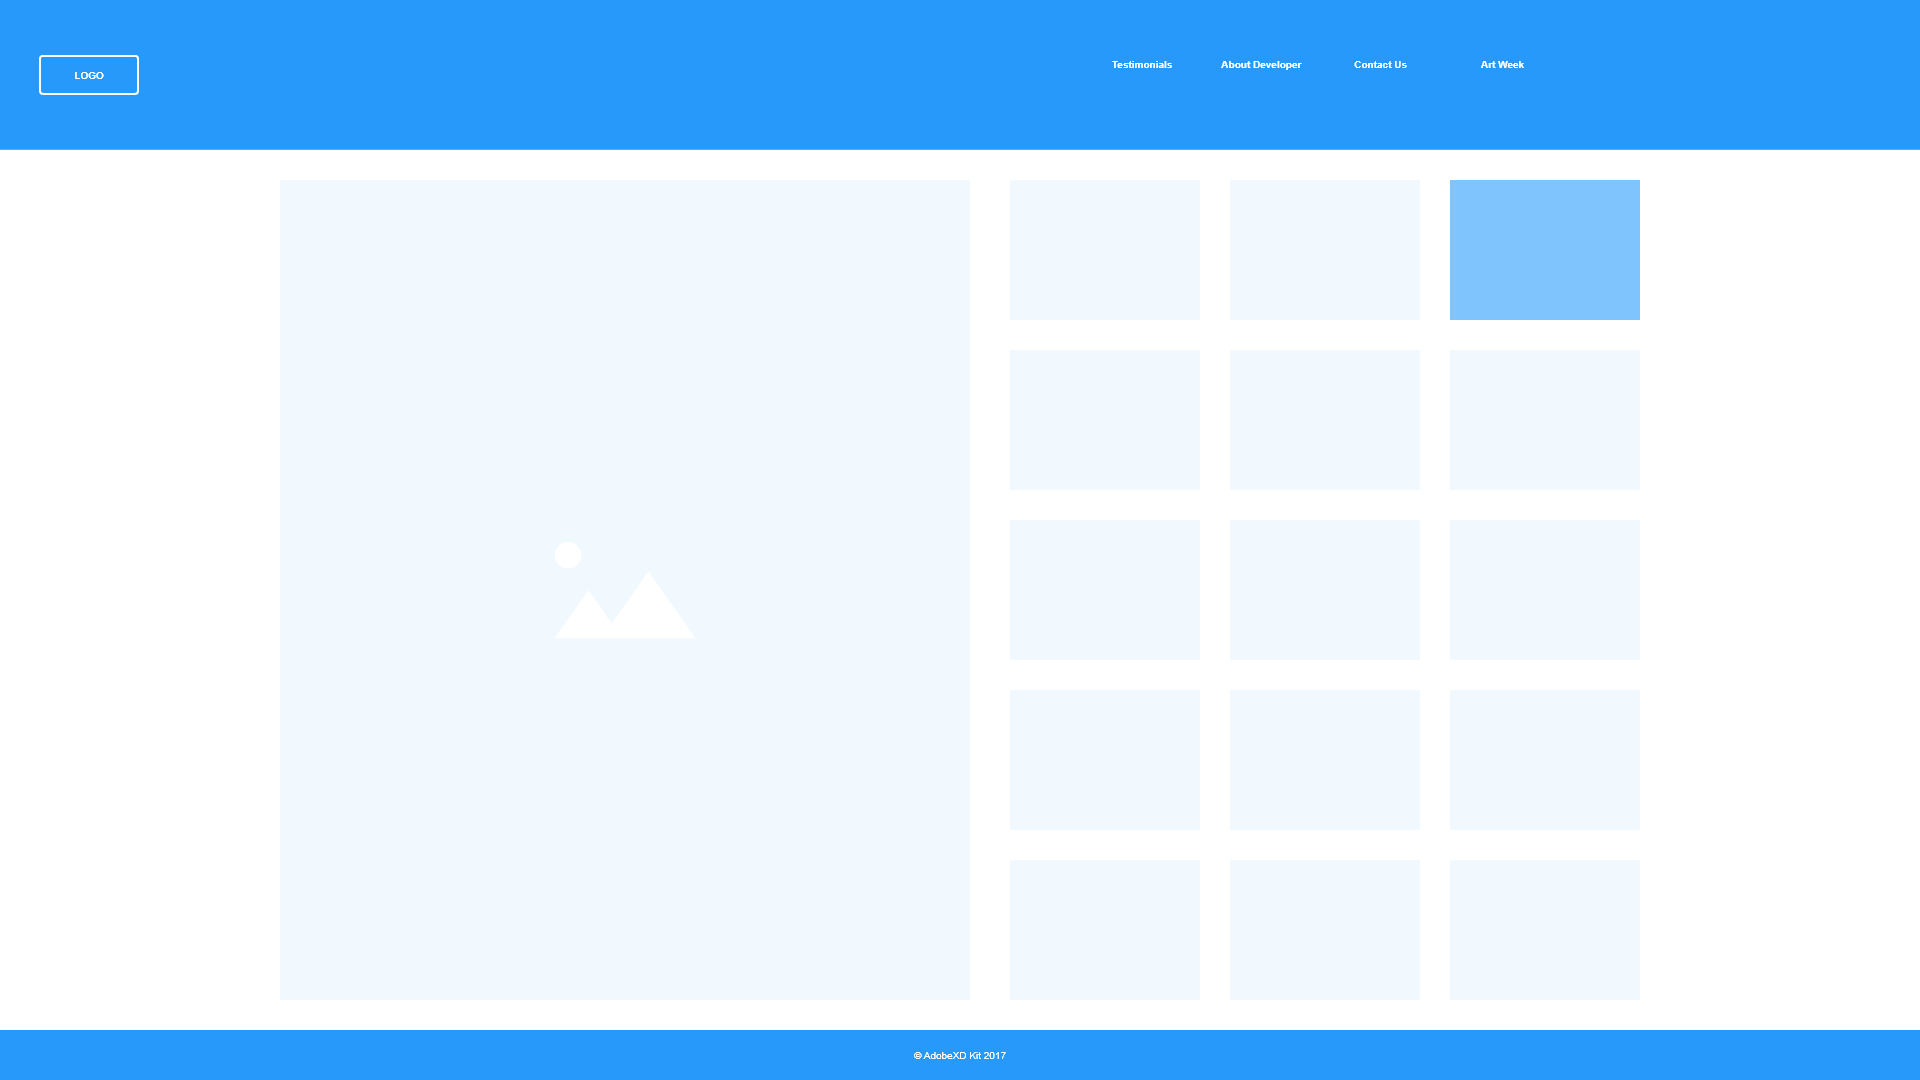 LOGO
Testimonials
About Developer
Contact Us
Art Week
© AdobeXD Kit 2017